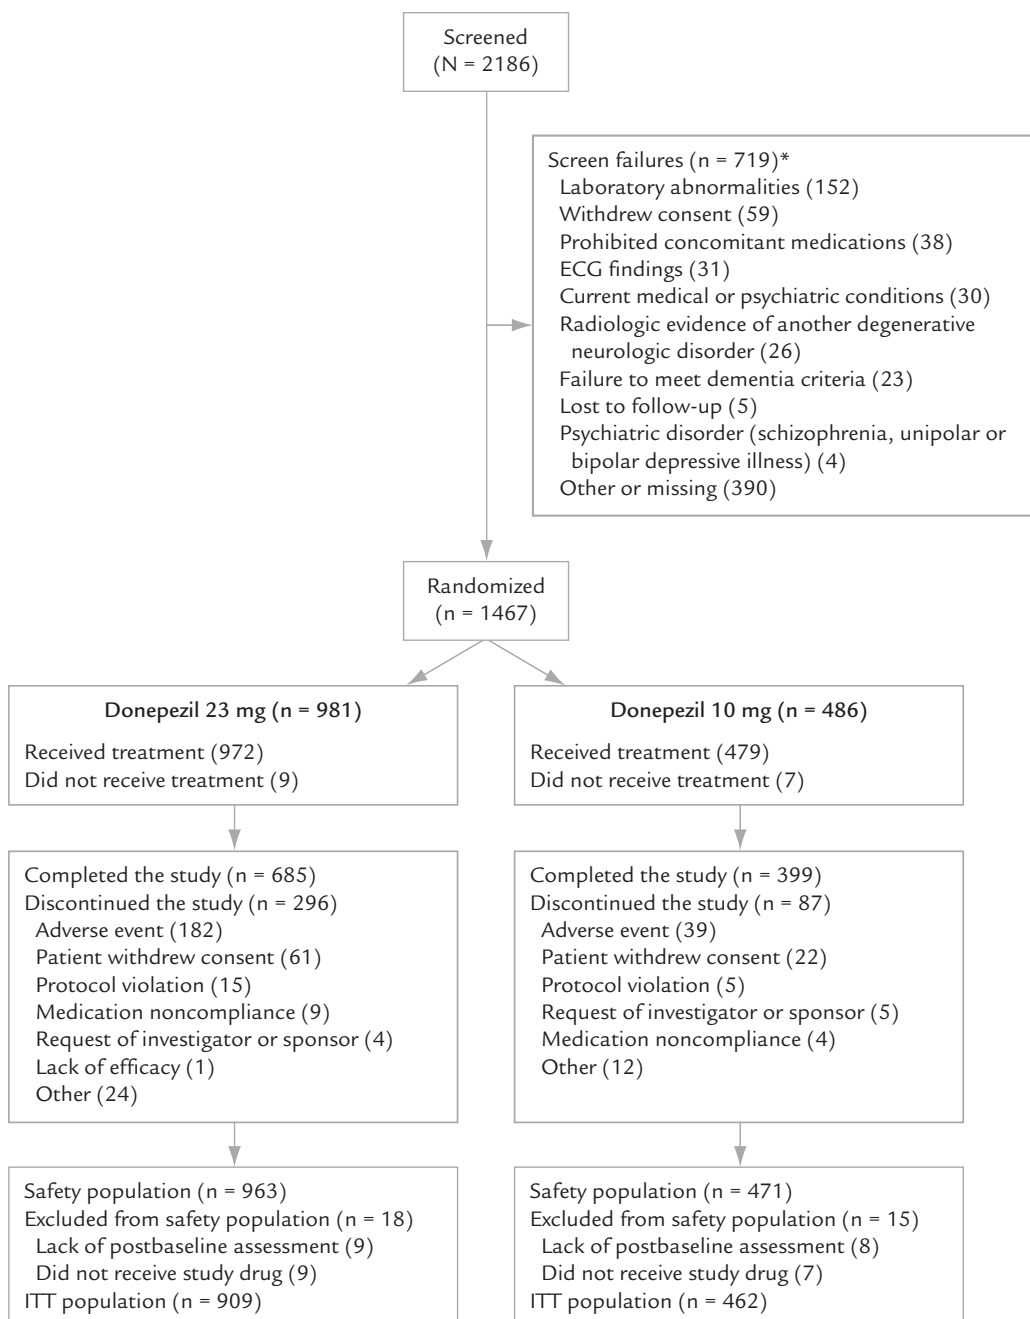 Screened
(N = 2186)
Screen failures (n = 719)*
Laboratory abnormalities (152)
Withdrew consent (59)
Prohibited concomitant medications (38)
ECG findings (31)
Current medical or psychiatric conditions (30)
Radiologic evidence of another degenerative
neurologic disorder (26)
Failure to meet dementia criteria (23)
Lost to follow-up (5)
Psychiatric disorder (schizophrenia, unipolar or
bipolar depressive illness) (4)
Other or missing (390)
Randomized
(n = 1467)
Donepezil 23 mg (n = 981)
Received treatment (972)
Did not receive treatment (9)
Donepezil 10 mg (n = 486)
Received treatment (479)
Did not receive treatment (7)
Completed the study (n = 685)
Discontinued the study (n = 296)
Adverse event (182)
Patient withdrew consent (61)
Protocol violation (15)
Medication noncompliance (9)
Request of investigator or sponsor (4)
Lack of efficacy (1)
Other (24)
Completed the study (n = 399)
Discontinued the study (n = 87)
Adverse event (39)
Patient withdrew consent (22)
Protocol violation (5)
Request of investigator or sponsor (5)
Medication noncompliance (4)
Other (12)
Safety population (n = 963)
Excluded from safety population (n = 18)
Lack of postbaseline assessment (9)
Did not receive study drug (9)
ITT population (n = 909)
Safety population (n = 471)
Excluded from safety population (n = 15)
Lack of postbaseline assessment (8)
Did not receive study drug (7)
ITT population (n = 462)